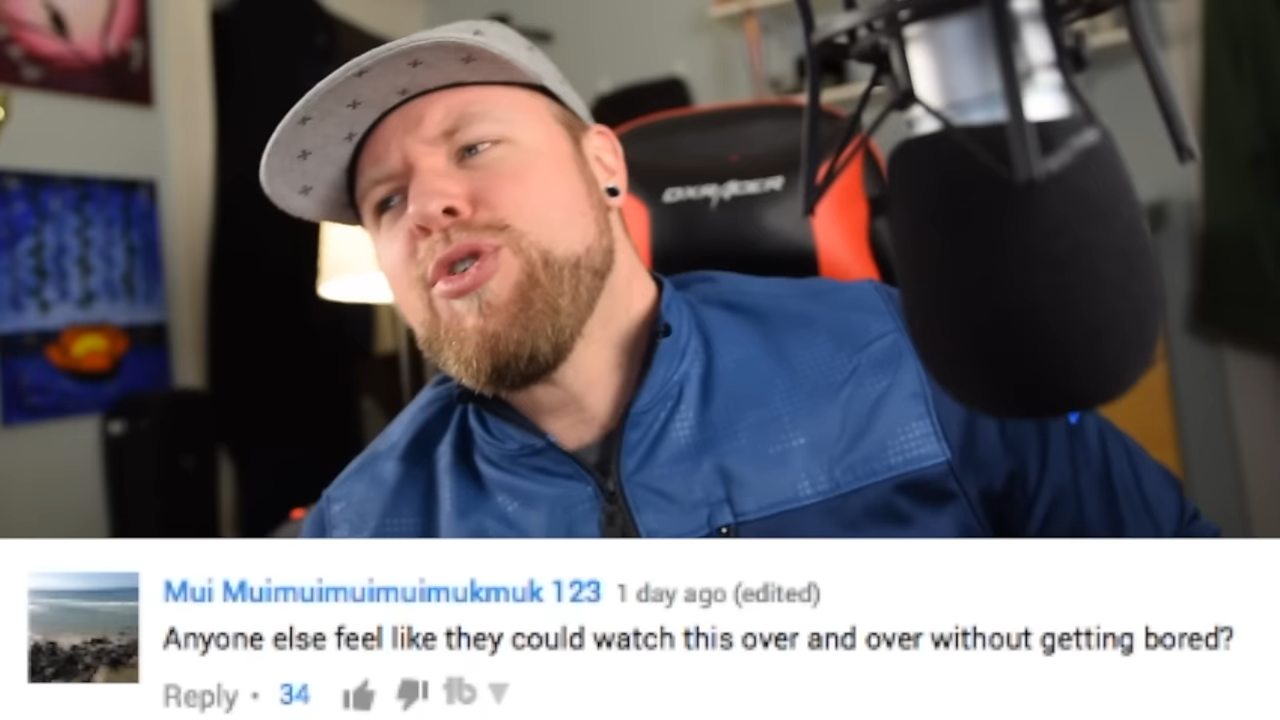 DXRACER
Mui Muimuimuimuimukmuk 123 1 day ago (edited)
Anyone else feel like they could watch this over and over without getting bored?
Reply • 34